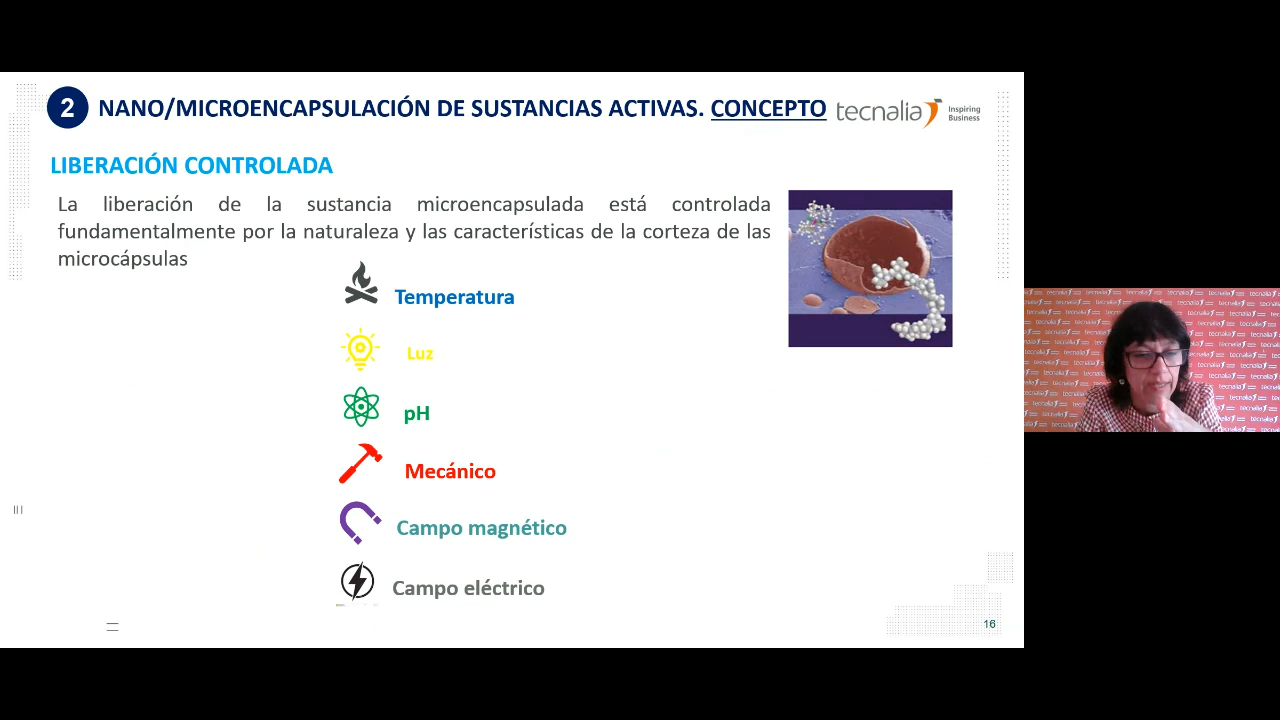 2
NANO/MICROENCAPSULACIÓN DE SUSTANCIAS ACTIVAS. CONCEPTO
tecnalia
Inspiring
Business
LIBERACIÓN CONTROLADA
La liberación de la sustancia microencapsulada está controlada
fundamentalmente por la naturaleza y las características de la corteza de las
microcápsulas
Temperatura
Luz
pH
Mecánico
Campo magnético
Campo eléctrico
16